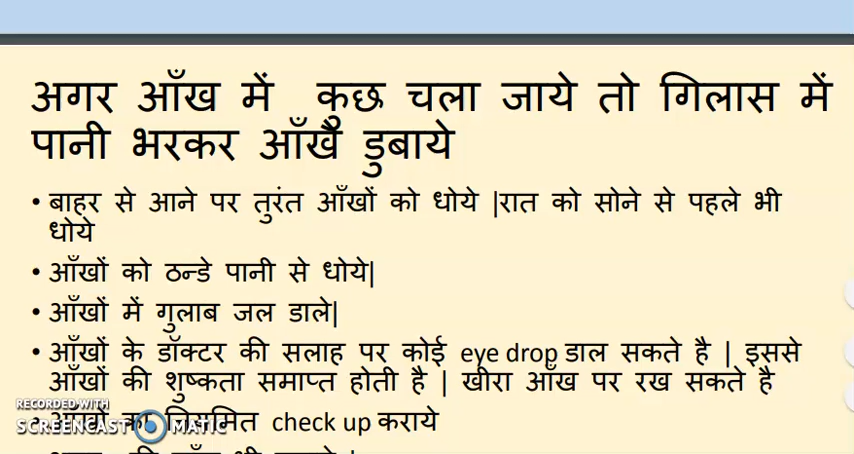 अगर आँख में कुछ चला जाये तो गिलास में
पानी भरकर आँखें डुबाये
• बाहर से आने पर तुरंत आँखों को धोये |रात को सोने से पहले भी
धोये
• आँखों को ठन्डे पानी से धोये|
• आँखों में गुलाब जल डाले|
• आँखों के डॉक्टर की सलाह पर कोई eye drop डाल सकते है | इससे
आँखों की शुष्कता समाप्त होती है | खीरा आँख पर रख सकते है
RECORDED WITH
• आँखों का नियमित check up कराये
SCREENCAST MATIC